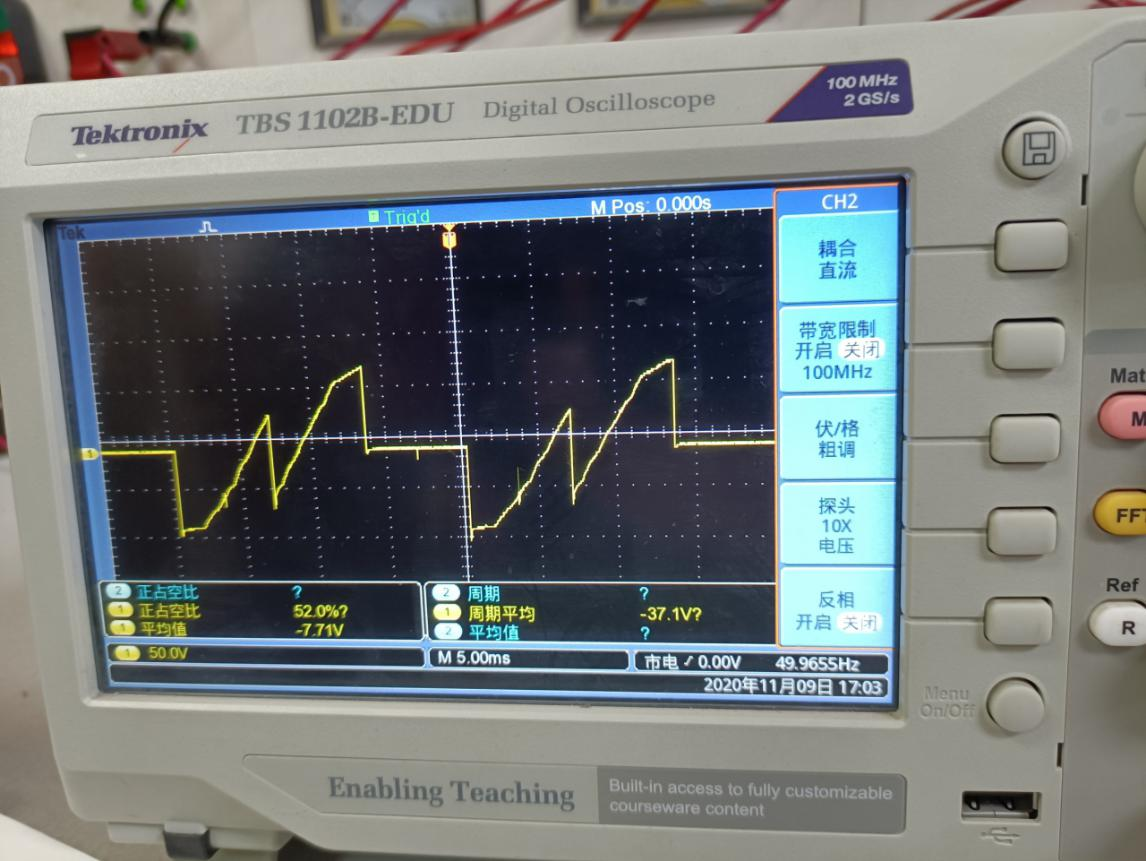 Tektronix
TBS 1102B-EDU
Digital Oscilloscope
100 MHz
2 GS/s
Tek
T
Trig'd
M Pos: 0.000s
CH2
耦合
直流
带宽限制
开启 关闭
100MHz
伏/格
粗调
探头
10X
电压
反相
开启 关闭
1
2 正占空比 ?
1 正占空比 52.0%?
1 平均值 -7.71V
2 周期 ?
1 周期平均 -37.1V?
2 平均值 ?
1 50.0V
M 5.00ms
市电 0.00V 49.9655Hz
2020年11月09日 17:03
Mat
M
FFT
Ref
R
Menu
On/Off
Enabling Teaching
Built-in access to fully customizable
courseware content